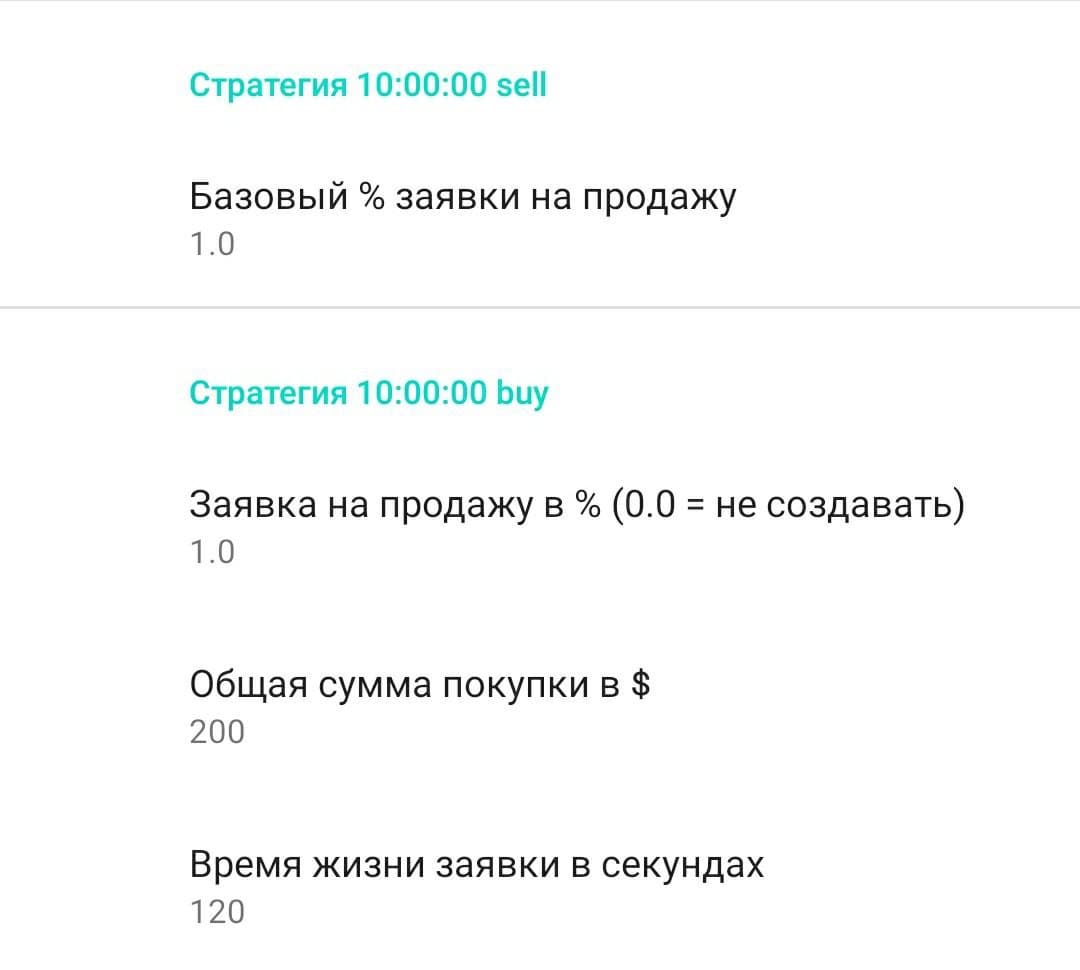 Стратегия 10:00:00 sell
Базовый % заявки на продажу
1.0
Стратегия 10:00:00 buy
Заявка на продажу в % (0.0 = не создавать)
1.0
Общая сумма покупки в $
200
Время жизни заявки в секундах
120